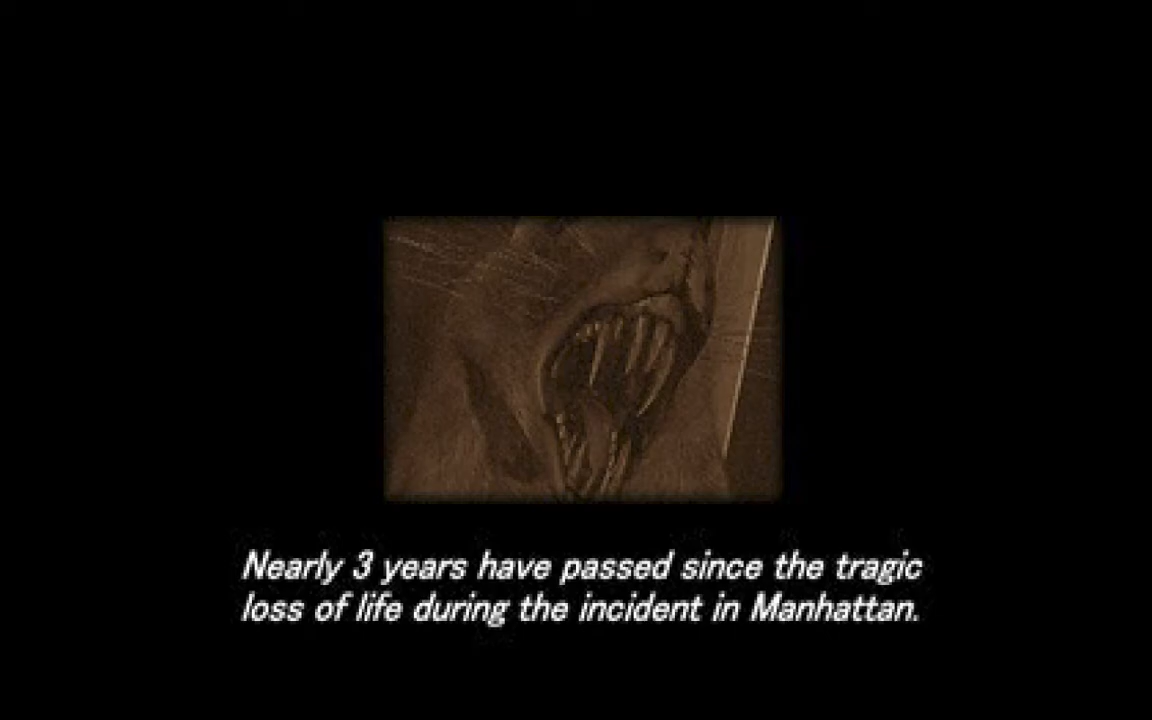 Nearly 3 years have passed since the tragic
loss of life during the incident in Manhattan.